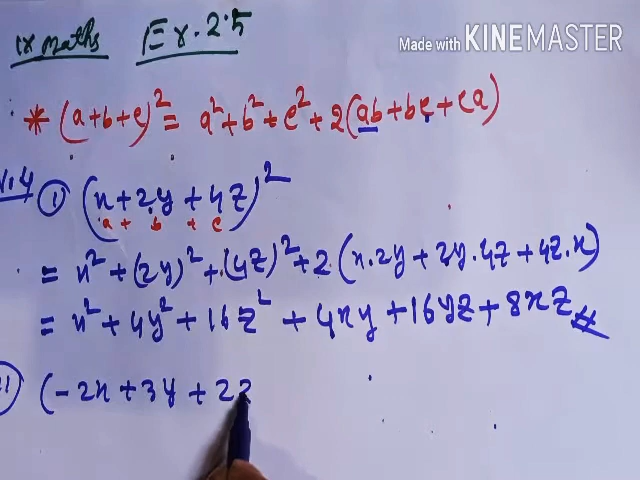 IX Maths Ex. 2.5
Made with KINEMASTER
* (a+b+c)² = a² + b² + c² + 2(ab + bc + ca)
① (x + 2y + 4z)²
a + b + c
= x² + (2y)² + (4z)² + 2 (x.2y + 2y.4z + 4z.x)
= x² + 4y² + 16z² + 4xy + 16yz + 8xz
(-2x + 3y + 2z